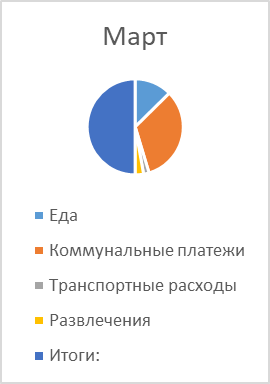 Март
Еда
Коммунальные платежи
Транспортные расходы
Развлечения
Итоги: